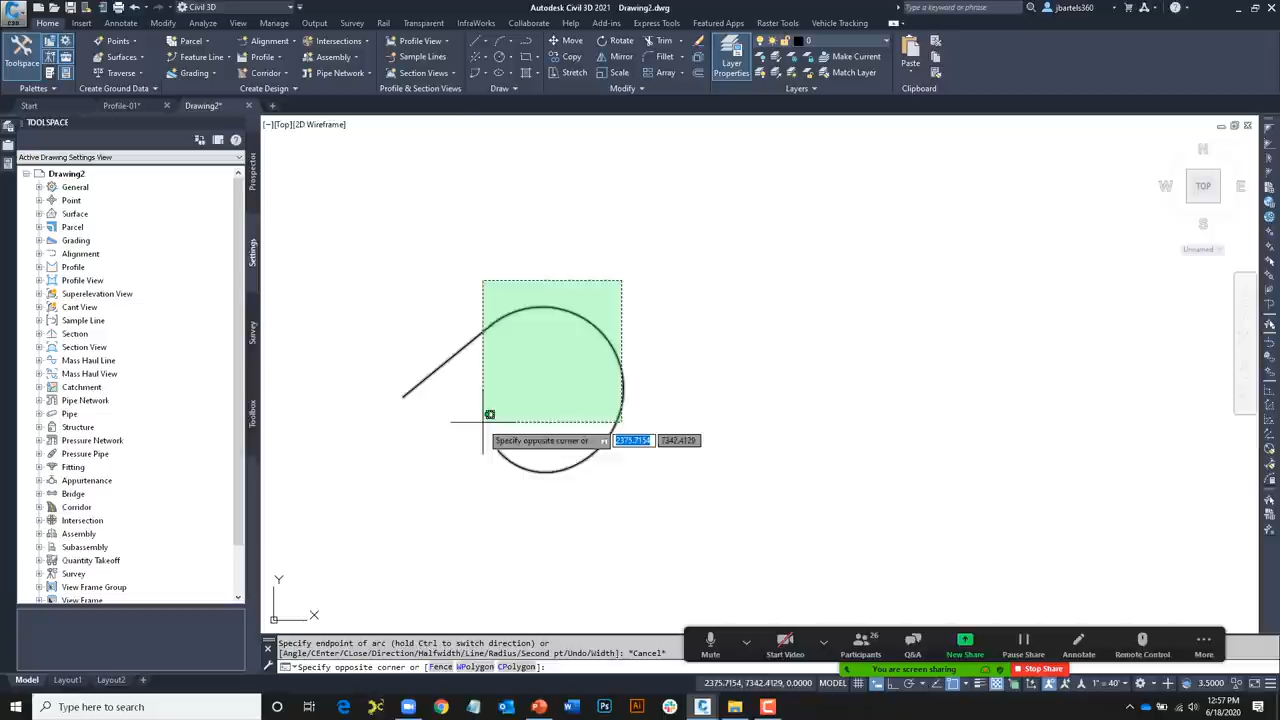 Civil 3D
Autodesk Civil 3D 2021 Drawing2.dwg
Type a keyword or phrase
jbartels360
Home Insert Annotate Modify Analyze View Manage Output Survey Rail Transparent InfraWorks Collaborate Help Add-ins Express Tools Featured Apps Raster Tools Vehicle Tracking
Toolspace
Points Surfaces Traverse
Parcel Feature Line Grading
Alignment Profile Corridor
Intersections Assembly Pipe Network
Profile View Sample Lines Section Views
Move Copy Stretch
Rotate Mirror Scale
Trim Fillet Array
Layer Properties
0
Make Current
Match Layer
Paste
Palettes Create Ground Data Create Design Profile & Section Views Draw Modify Layers Clipboard
Start Profile-01* Drawing2*
TOOLSPACE
[−][Top][2D Wireframe]
Active Drawing Settings View
Drawing2
General
Point
Surface
Parcel
Grading
Alignment
Profile
Profile View
Superelevation View
Cant View
Sample Line
Section
Section View
Mass Haul Line
Mass Haul View
Catchment
Pipe Network
Pipe
Structure
Pressure Network
Pressure Pipe
Fitting
Appurtenance
Bridge
Corridor
Intersection
Assembly
Subassembly
Quantity Takeoff
Survey
View Frame Group
View Frame
Prospector
Settings
Survey
Toolbox
N
W TOP E
S
Unnamed
Specify opposite corner or 2375.7154 7342.4129
Y
X
Specify endpoint of arc (hold Ctrl to switch direction) or
[Angle/CEnter/CLose/Direction/Halfwidth/Line/Radius/Second pt/Undo/Width]: *Cancel*
Specify opposite corner or [Fence WPolygon CPolygon]:
Mute Start Video Participants 26 Q&A New Share Pause Share Annotate Remote Control More
You are screen sharing Stop Share
Model Layout1 Layout2
2375.7154, 7342.4129, 0.0000 MODEL 1" = 40' 3.5000
Type here to search
12:57 PM
6/18/2020